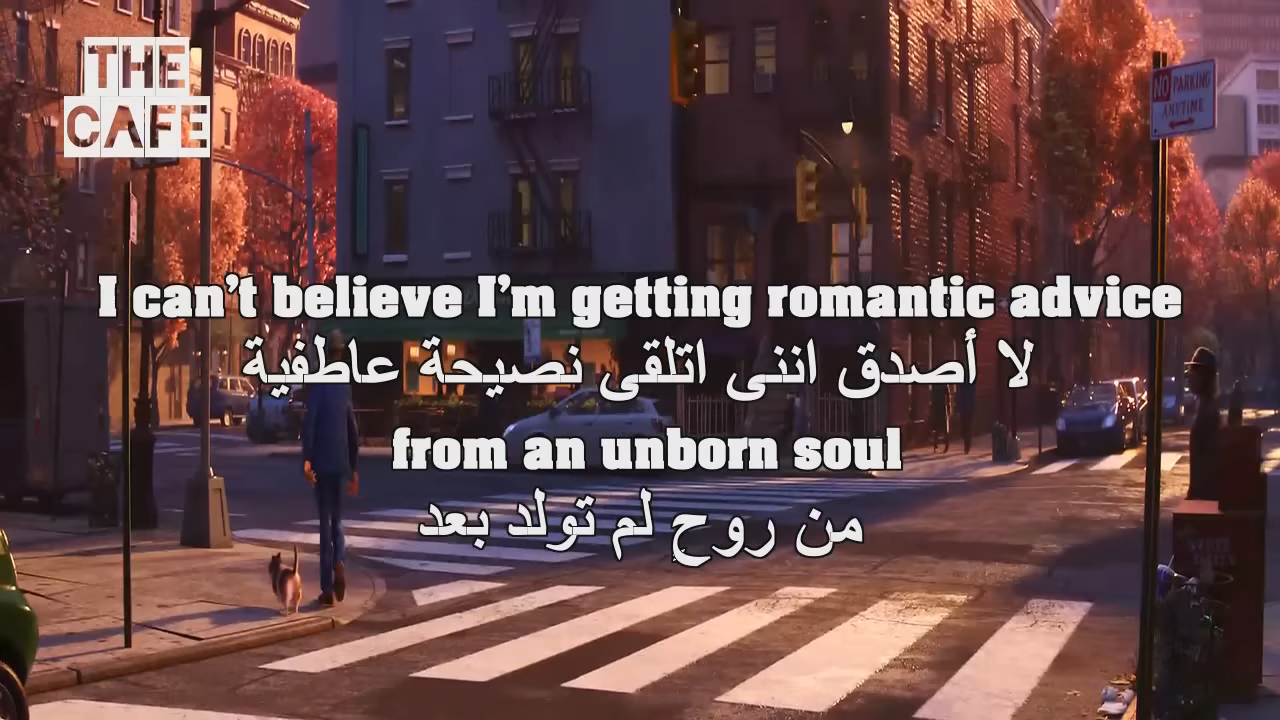 THE
CAFE
NO PARKING
ANYTIME
I can't believe I'm getting romantic advice
لا أصدق اننى اتلقى نصيحة عاطفية
from an unborn soul
من روحٍ لم تولد بعد